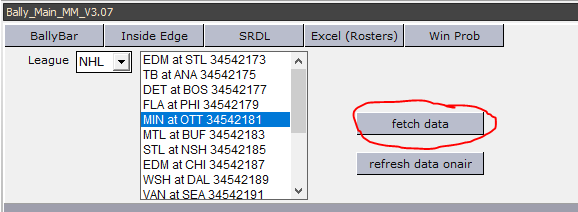 Bally_Main_MM_V3.07
BallyBar Inside Edge SRDL Excel (Rosters) Win Prob
League NHL
EDM at STL 34542173
TB at ANA 34542175
DET at BOS 34542177
FLA at PHI 34542179
MIN at OTT 34542181
MTL at BUF 34542183
STL at NSH 34542185
EDM at CHI 34542187
WSH at DAL 34542189
VAN at SEA 34542191
fetch data
refresh data onair